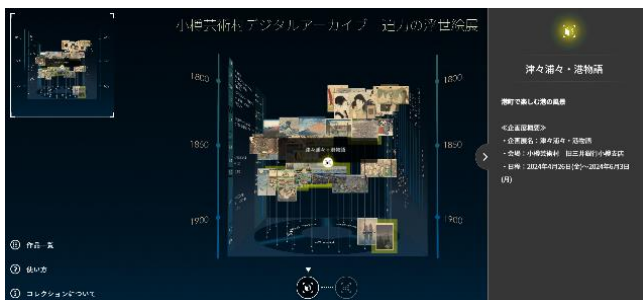 小樽芸術村デジタルアーカイブ 迫力の浮世絵展
1800
1800
1850
1850
1900
1900
津々浦々・港物語
作品一覧
使い方
コレクションについて
津々浦々・港物語
港町で楽しむ港の風景
≪企画展概要≫
・企画展名：津々浦々・港物語
・会場：小樽芸術村 旧三井銀行小樽支店
・日時：2024年4月26日(金)～2024年6月3日
(月)